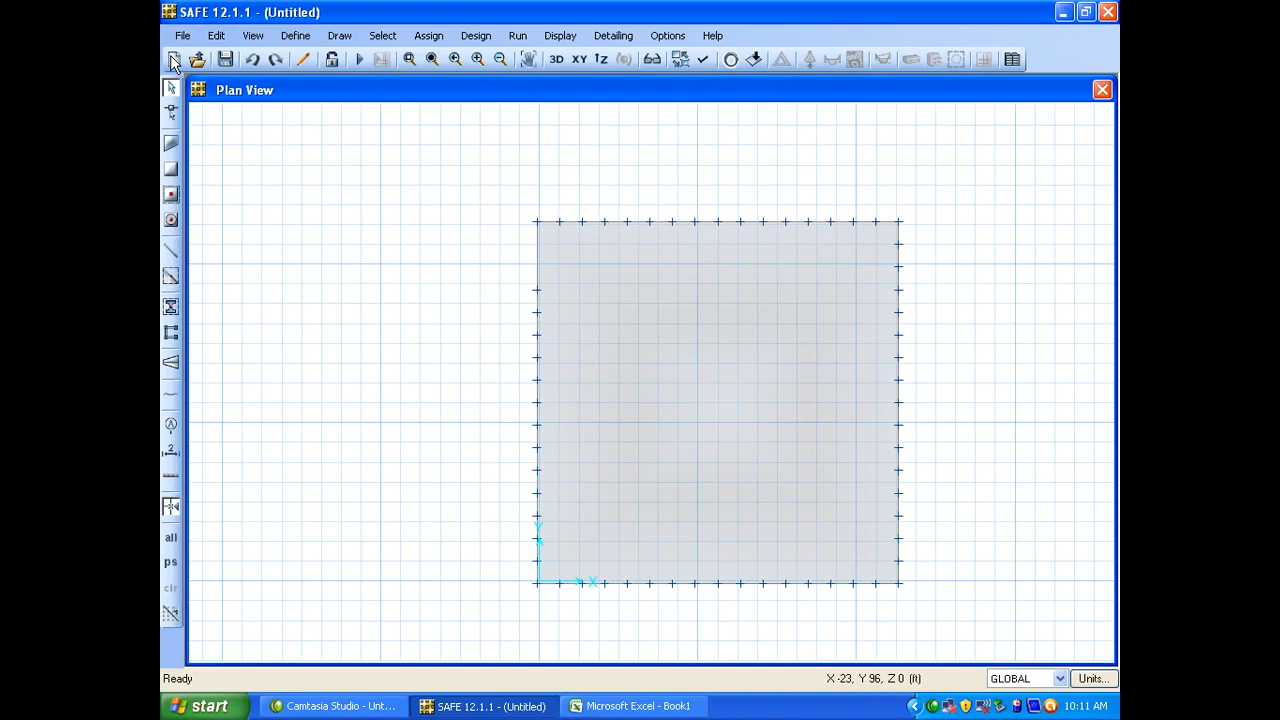 SAFE 12.1.1 - (Untitled)
File Edit View Define Draw Select Assign Design Run Display Detailing Options Help
3D XY
Plan View
A
2
all
ps
clr
Y
X
Ready
X -23, Y 96, Z 0 (ft)
GLOBAL
Units...
start
Camtasia Studio - Unt...
SAFE 12.1.1 - (Untitled)
Microsoft Excel - Book1
10:11 AM